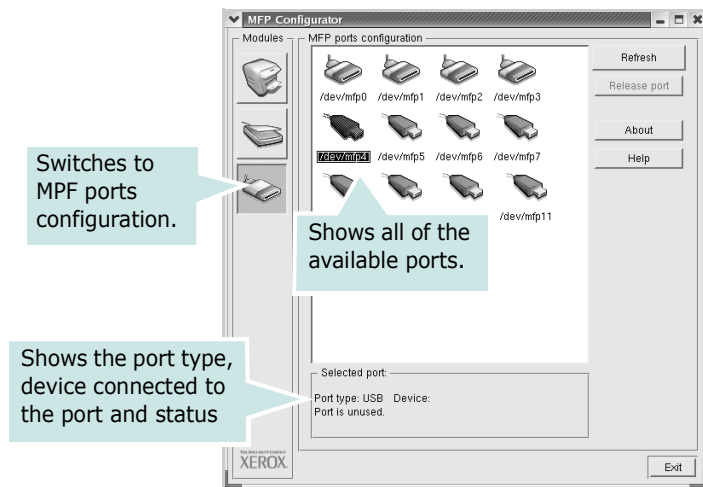 MFP Configurator
Modules
MFP ports configuration
/dev/mfp0 /dev/mfp1 /dev/mfp2 /dev/mfp3
/dev/mfp4 /dev/mfp5 /dev/mfp6 /dev/mfp7
/dev/mfp11
Refresh
Release port
About
Help
Switches to
MPF ports
configuration.
Shows all of the
available ports.
Shows the port type,
device connected to
the port and status
Selected port:
Port type: USB Device:
Port is unused.
THE DOCUMENT COMPANY
XEROX
Exit